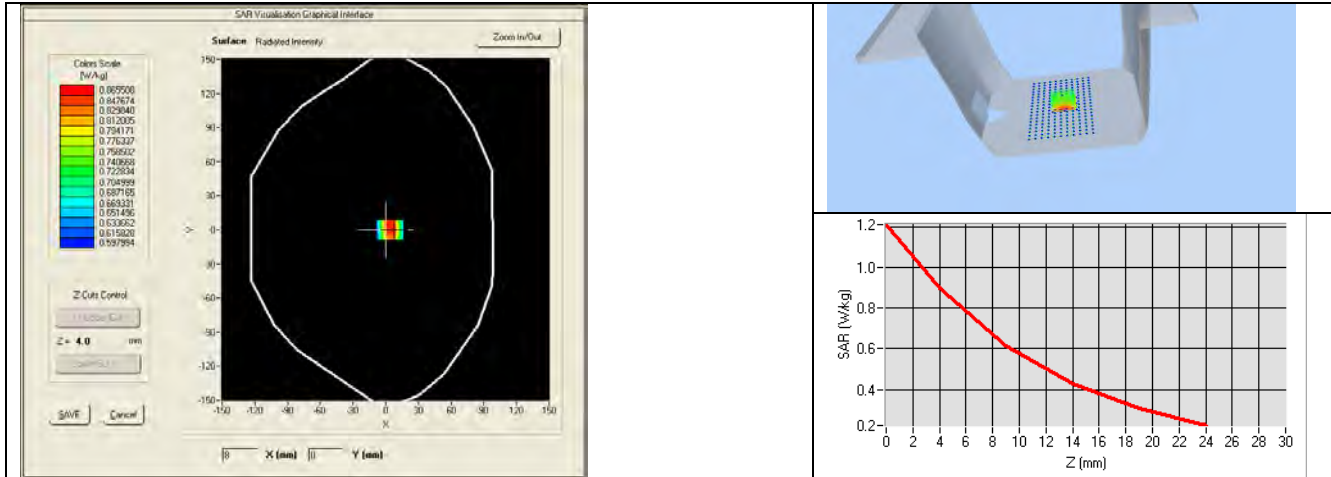 SAR Visualisation Graphical Interface
Surface Radiated Intensity
Zoom In/Out
Colors Scale
(W/kg)
0.865508
0.847674
0.829840
0.812005
0.794171
0.776337
0.758502
0.740668
0.722834
0.704999
0.687165
0.669331
0.651496
0.633662
0.615828
0.597994
150-
120-
90-
60-
30-
0-
-30-
-60-
-90-
-120-
-150-
Y
-150 -120 -90 -60 -30 0 30 60 90 120 150
X
Z Cuts Control
Z = 4.0 mm
SAVE Cancel
8 X (mm) 0 Y (mm)
1.2-
1.0-
0.8-
0.6-
0.4-
0.2-
SAR (W/kg)
0 2 4 6 8 10 12 14 16 18 20 22 24 26 28 30
Z (mm)